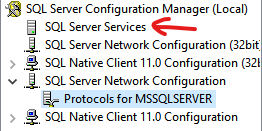 SQL Server Configuration Manager (Local)
SQL Server Services
SQL Server Network Configuration (32bit)
SQL Native Client 11.0 Configuration (32
SQL Server Network Configuration
Protocols for MSSQLSERVER
SQL Native Client 11.0 Configuration